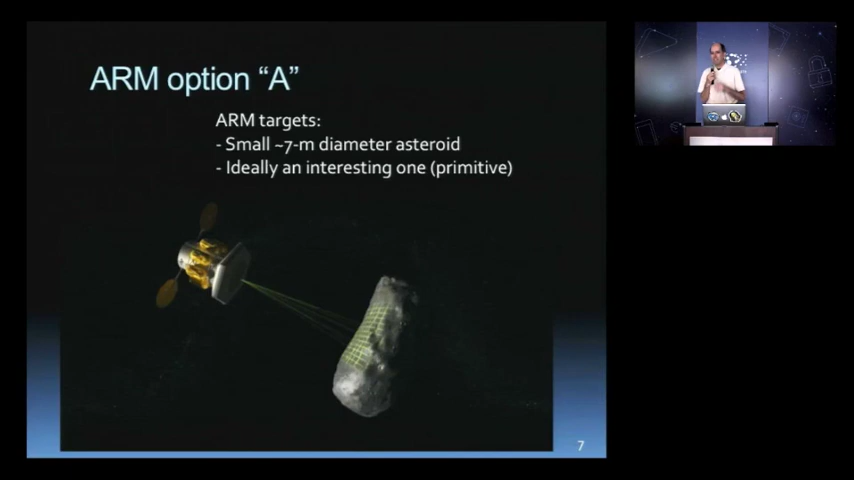 ARM option “A”
ARM targets:
- Small ~7-m diameter asteroid
- Ideally an interesting one (primitive)
7